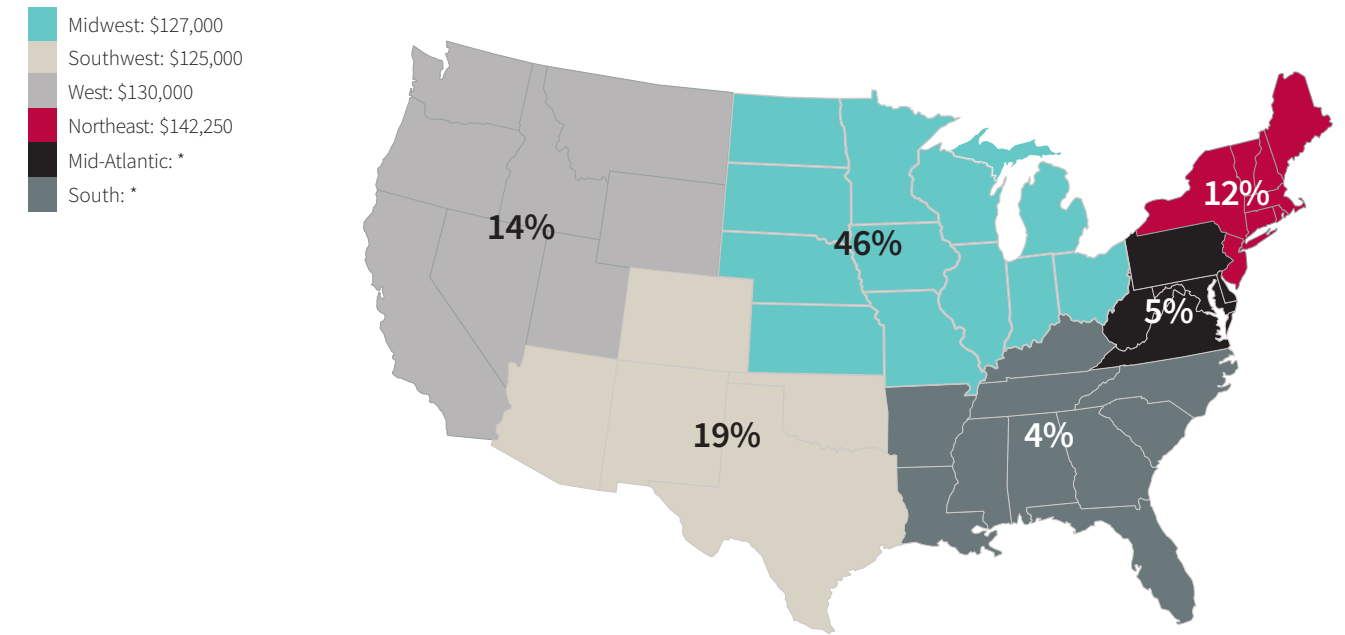 Midwest: $127,000
Southwest: $125,000
West: $130,000
Northeast: $142,250
Mid-Atlantic: *
South: *
12%
14%
46%
5%
19%
4%